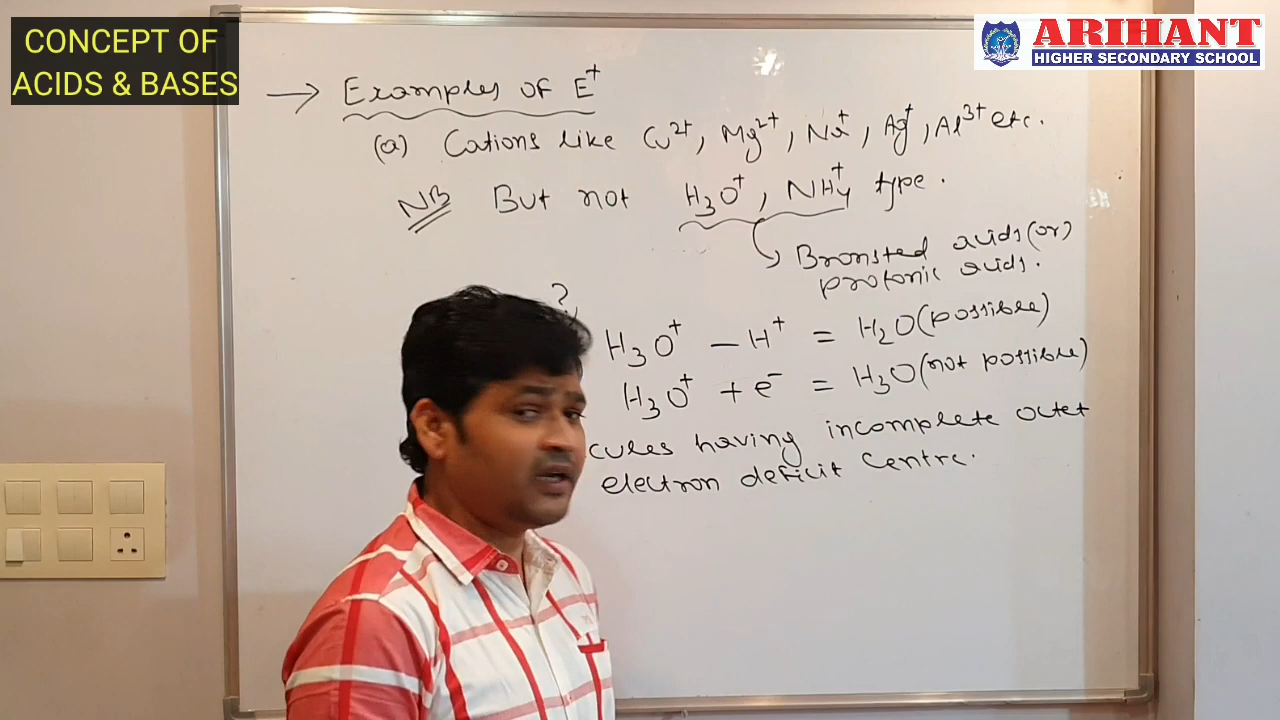 CONCEPT OF
ACIDS & BASES
ARIHANT
HIGHER SECONDARY SCHOOL
→ Examples of E⁺
(a) Cations like Cu²⁺, Mg²⁺, Na⁺, Ag⁺, Al³⁺ etc.
NB But not H₃O⁺, NH₄⁺ type.
Bronsted acids (or)
protonic acids.
?
H₃O⁺ – H⁺ = H₂O (possible)
H₃O⁺ + e⁻ = H₃O (not possible)
cules having incomplete octet
electron deficit centre.